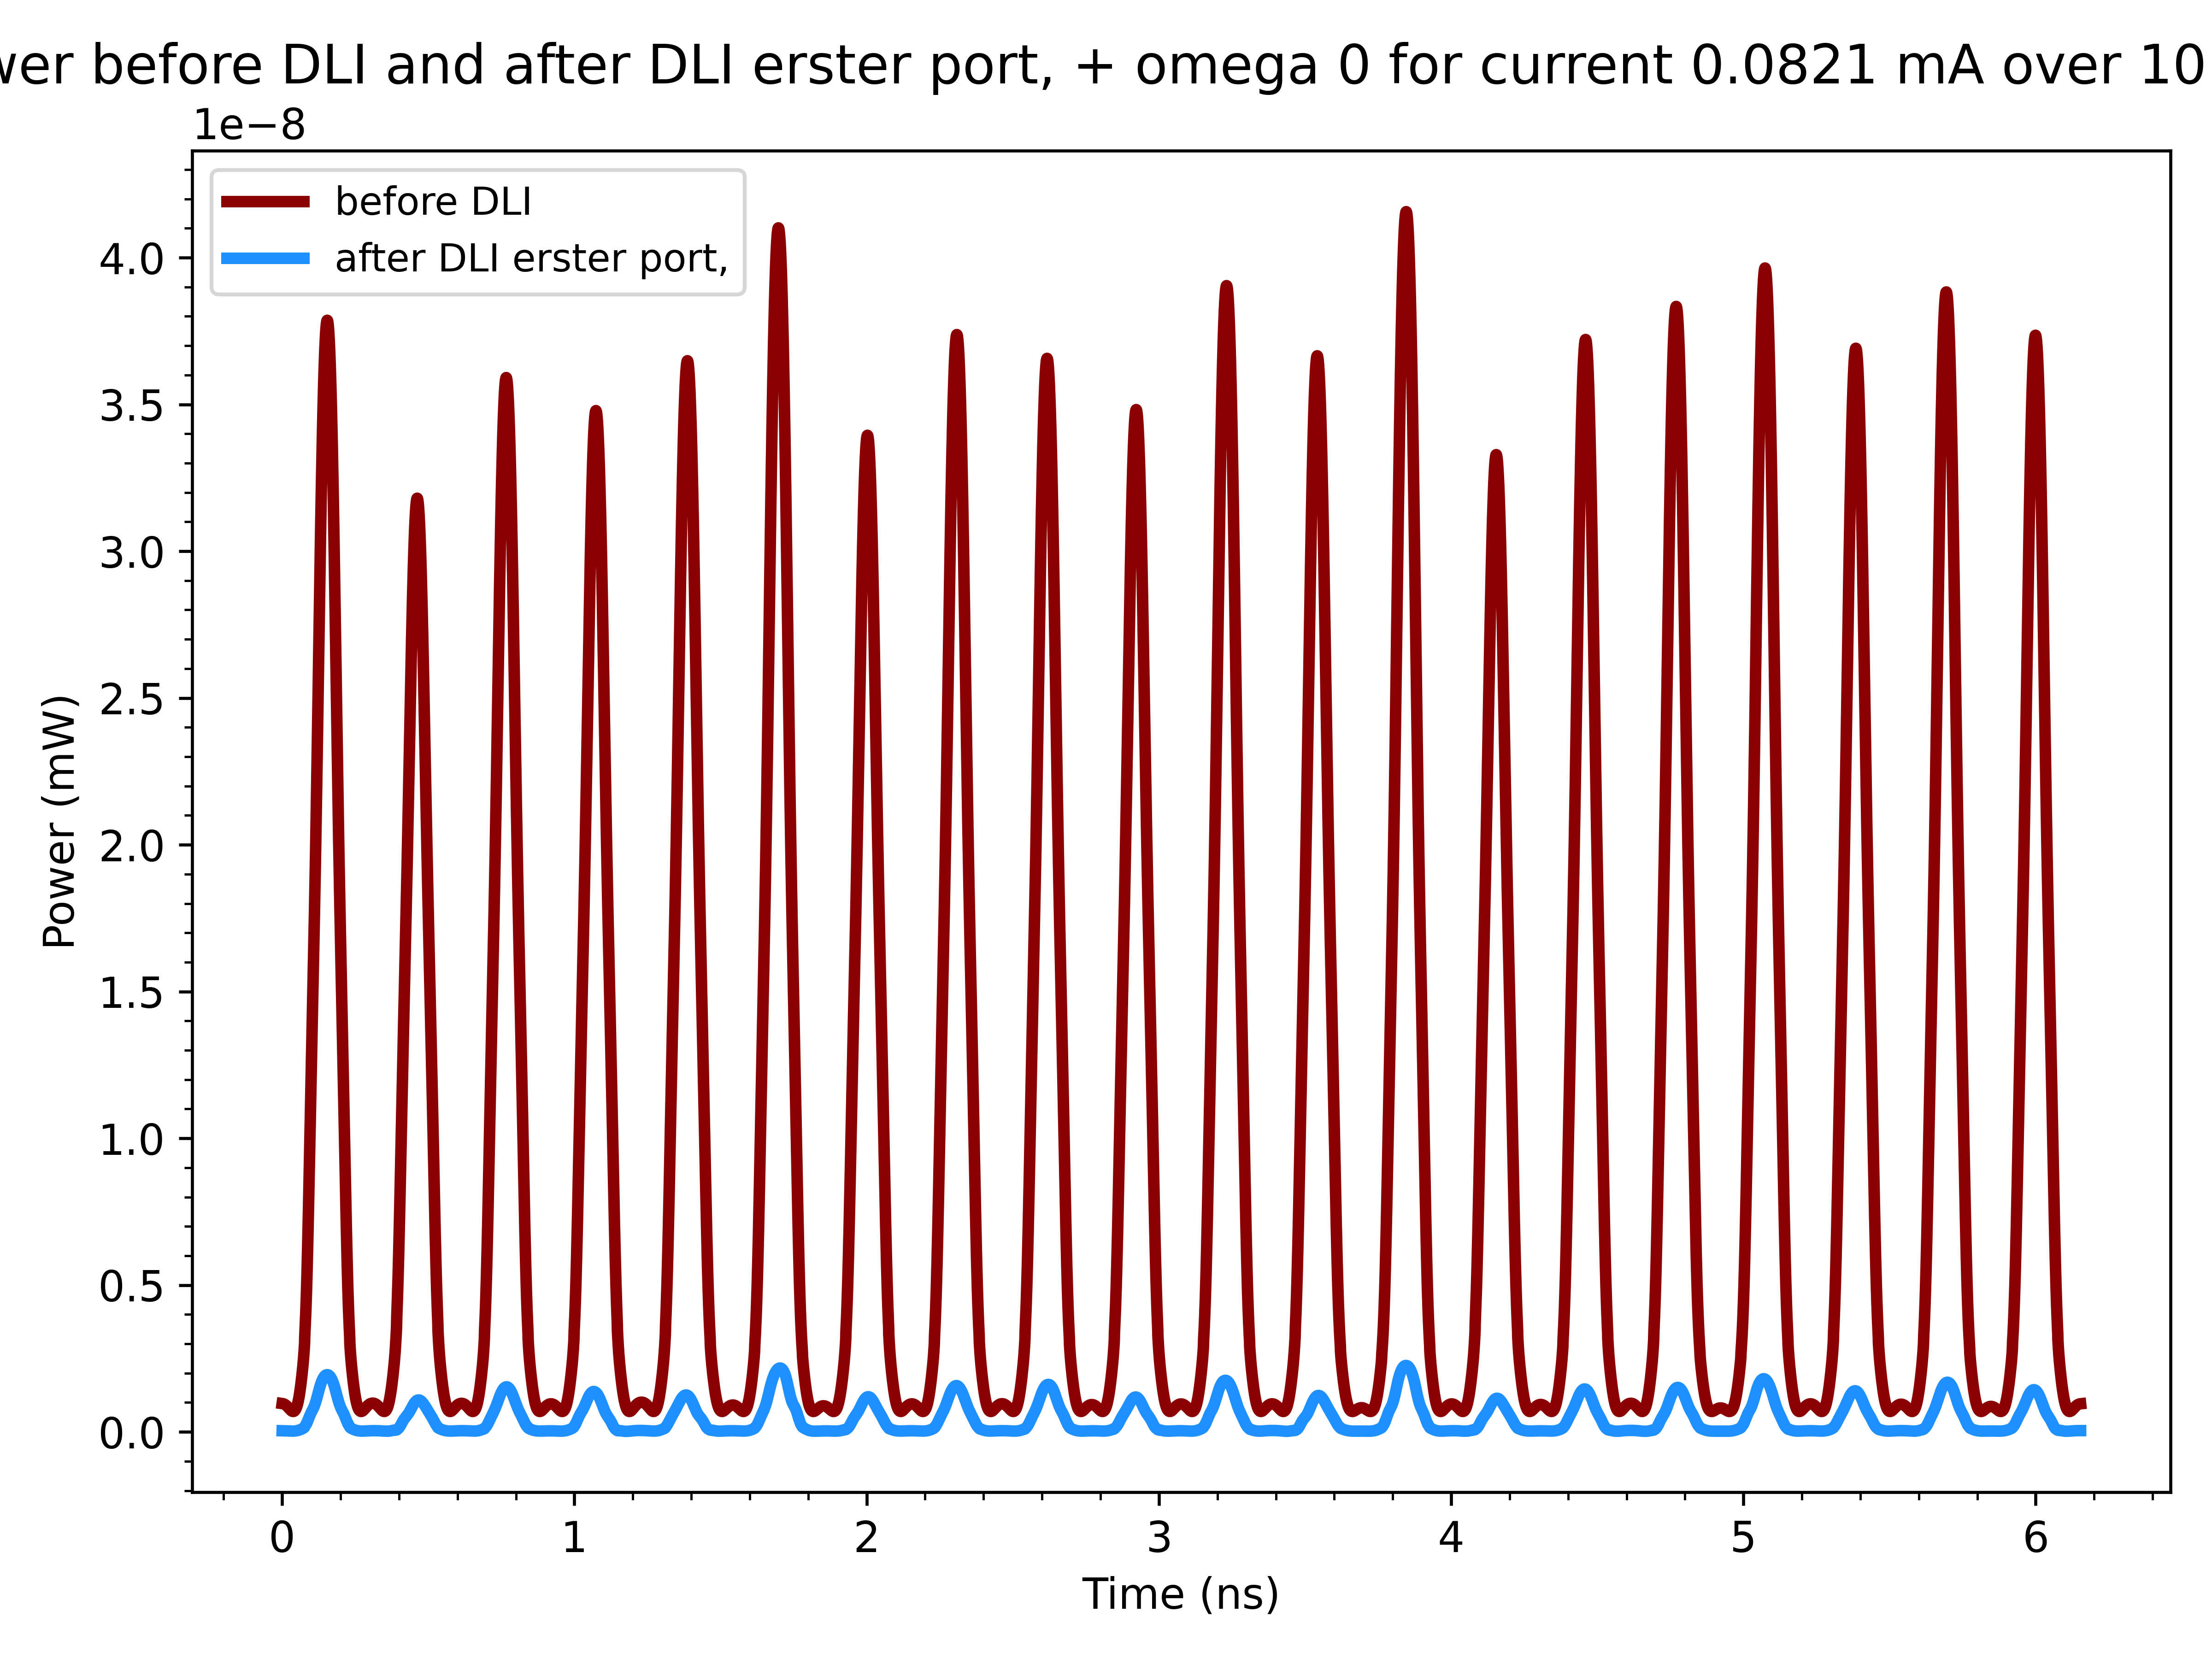 wer before DLI and after DLI erster port, + omega 0 for current 0.0821 mA over 10
1e−8
before DLI
after DLI erster port,
4.0
3.5
3.0
2.5
2.0
1.5
1.0
0.5
0.0
Power (mW)
0 1 2 3 4 5 6
Time (ns)